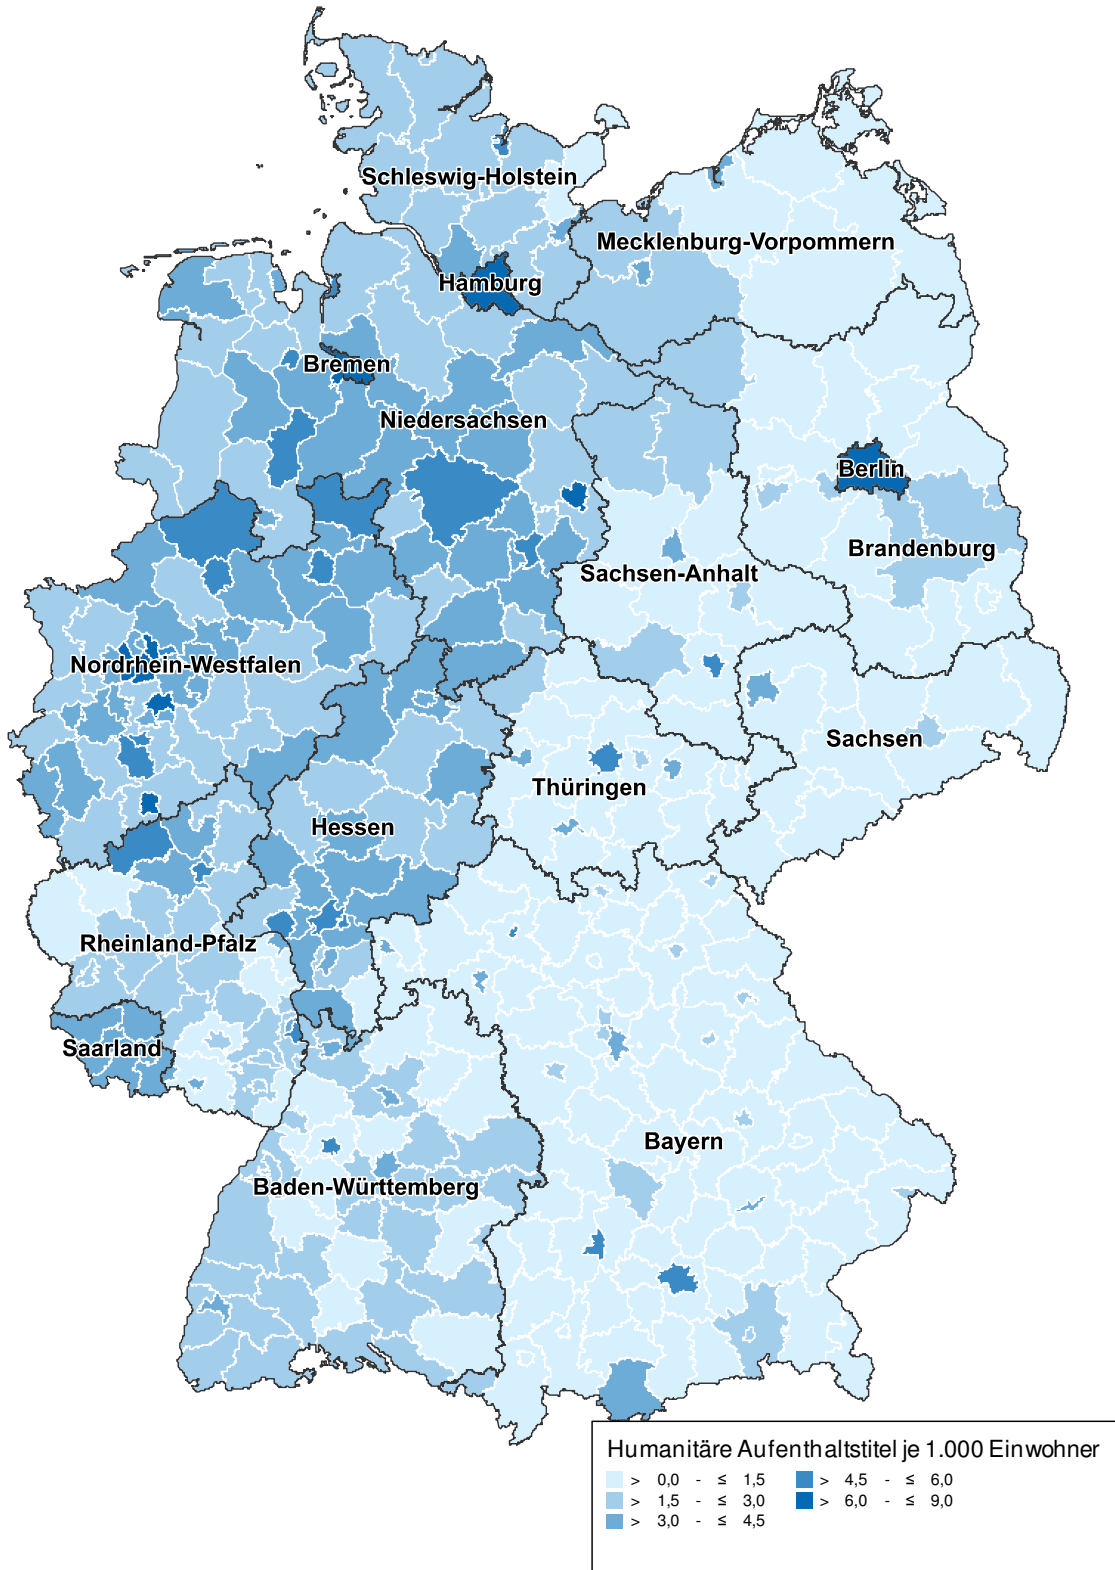 Schleswig-Holstein
Mecklenburg-Vorpommern
Hamburg
Bremen
Niedersachsen
Berlin
Brandenburg
Sachsen-Anhalt
Nordrhein-Westfalen
Sachsen
Thüringen
Hessen
Rheinland-Pfalz
Saarland
Bayern
Baden-Württemberg
Humanitäre Aufenthaltstitel je 1.000 Einwohner
> 0,0 - ≤ 1,5 > 4,5 - ≤ 6,0
> 1,5 - ≤ 3,0 > 6,0 - ≤ 9,0
> 3,0 - ≤ 4,5